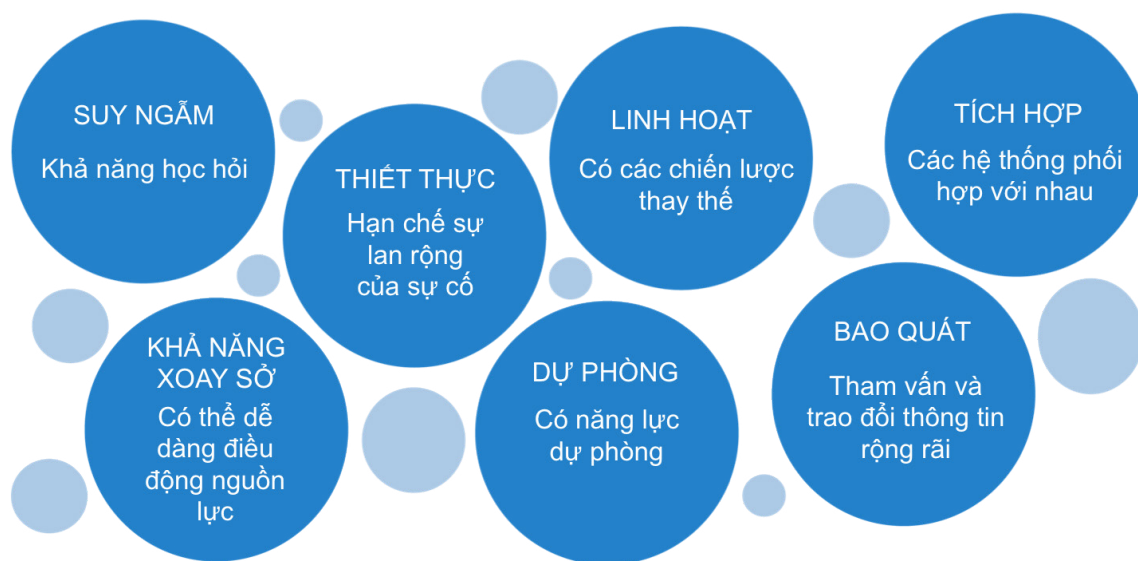 SUY NGẪM
Khả năng học hỏi
THIẾT THỰC
Hạn chế sự
lan rộng
của sự cố
LINH HOẠT
Có các chiến lược
thay thế
TÍCH HỢP
Các hệ thống phối
hợp với nhau
KHẢ NĂNG
XOAY SỞ
Có thể dễ
dàng điều
động nguồn
lực
DỰ PHÒNG
Có năng lực
dự phòng
BAO QUÁT
Tham vấn và
trao đổi thông tin
rộng rãi